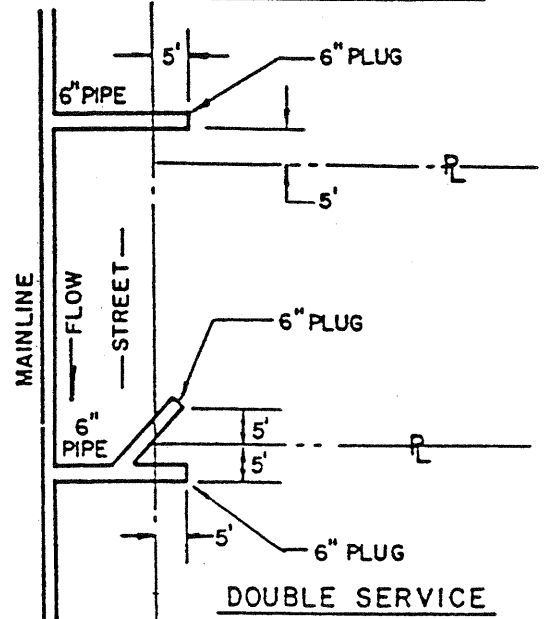 5'
6" PLUG
6" PIPE
PL
5'
MAINLINE
FLOW
STREET
6" PLUG
6"
PIPE
5'
5'
PL
5'
6" PLUG
DOUBLE SERVICE